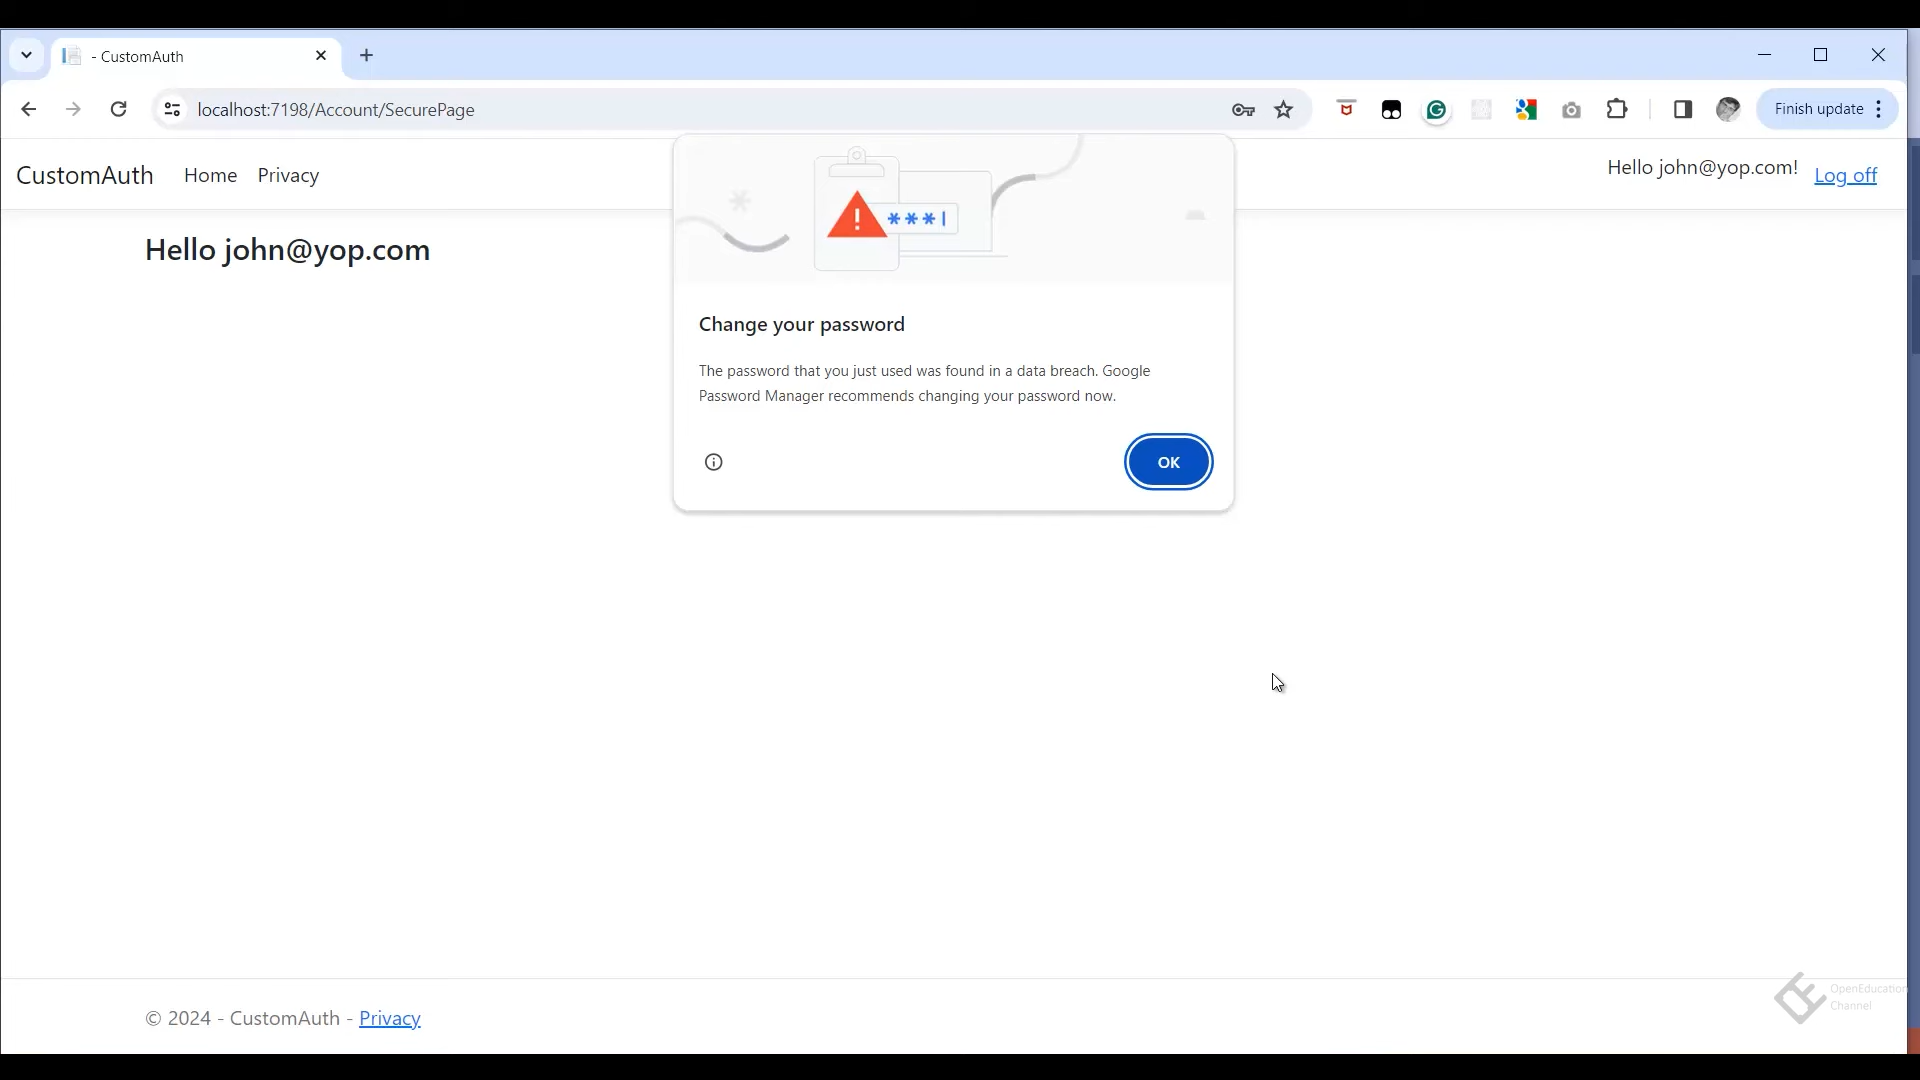 - CustomAuth
localhost:7198/Account/SecurePage
Finish update
CustomAuth Home Privacy
Hello john@yop.com! Log off
Hello john@yop.com
***|
Change your password
The password that you just used was found in a data breach. Google
Password Manager recommends changing your password now.
OK
© 2024 - CustomAuth - Privacy
OpenEducation
Channel